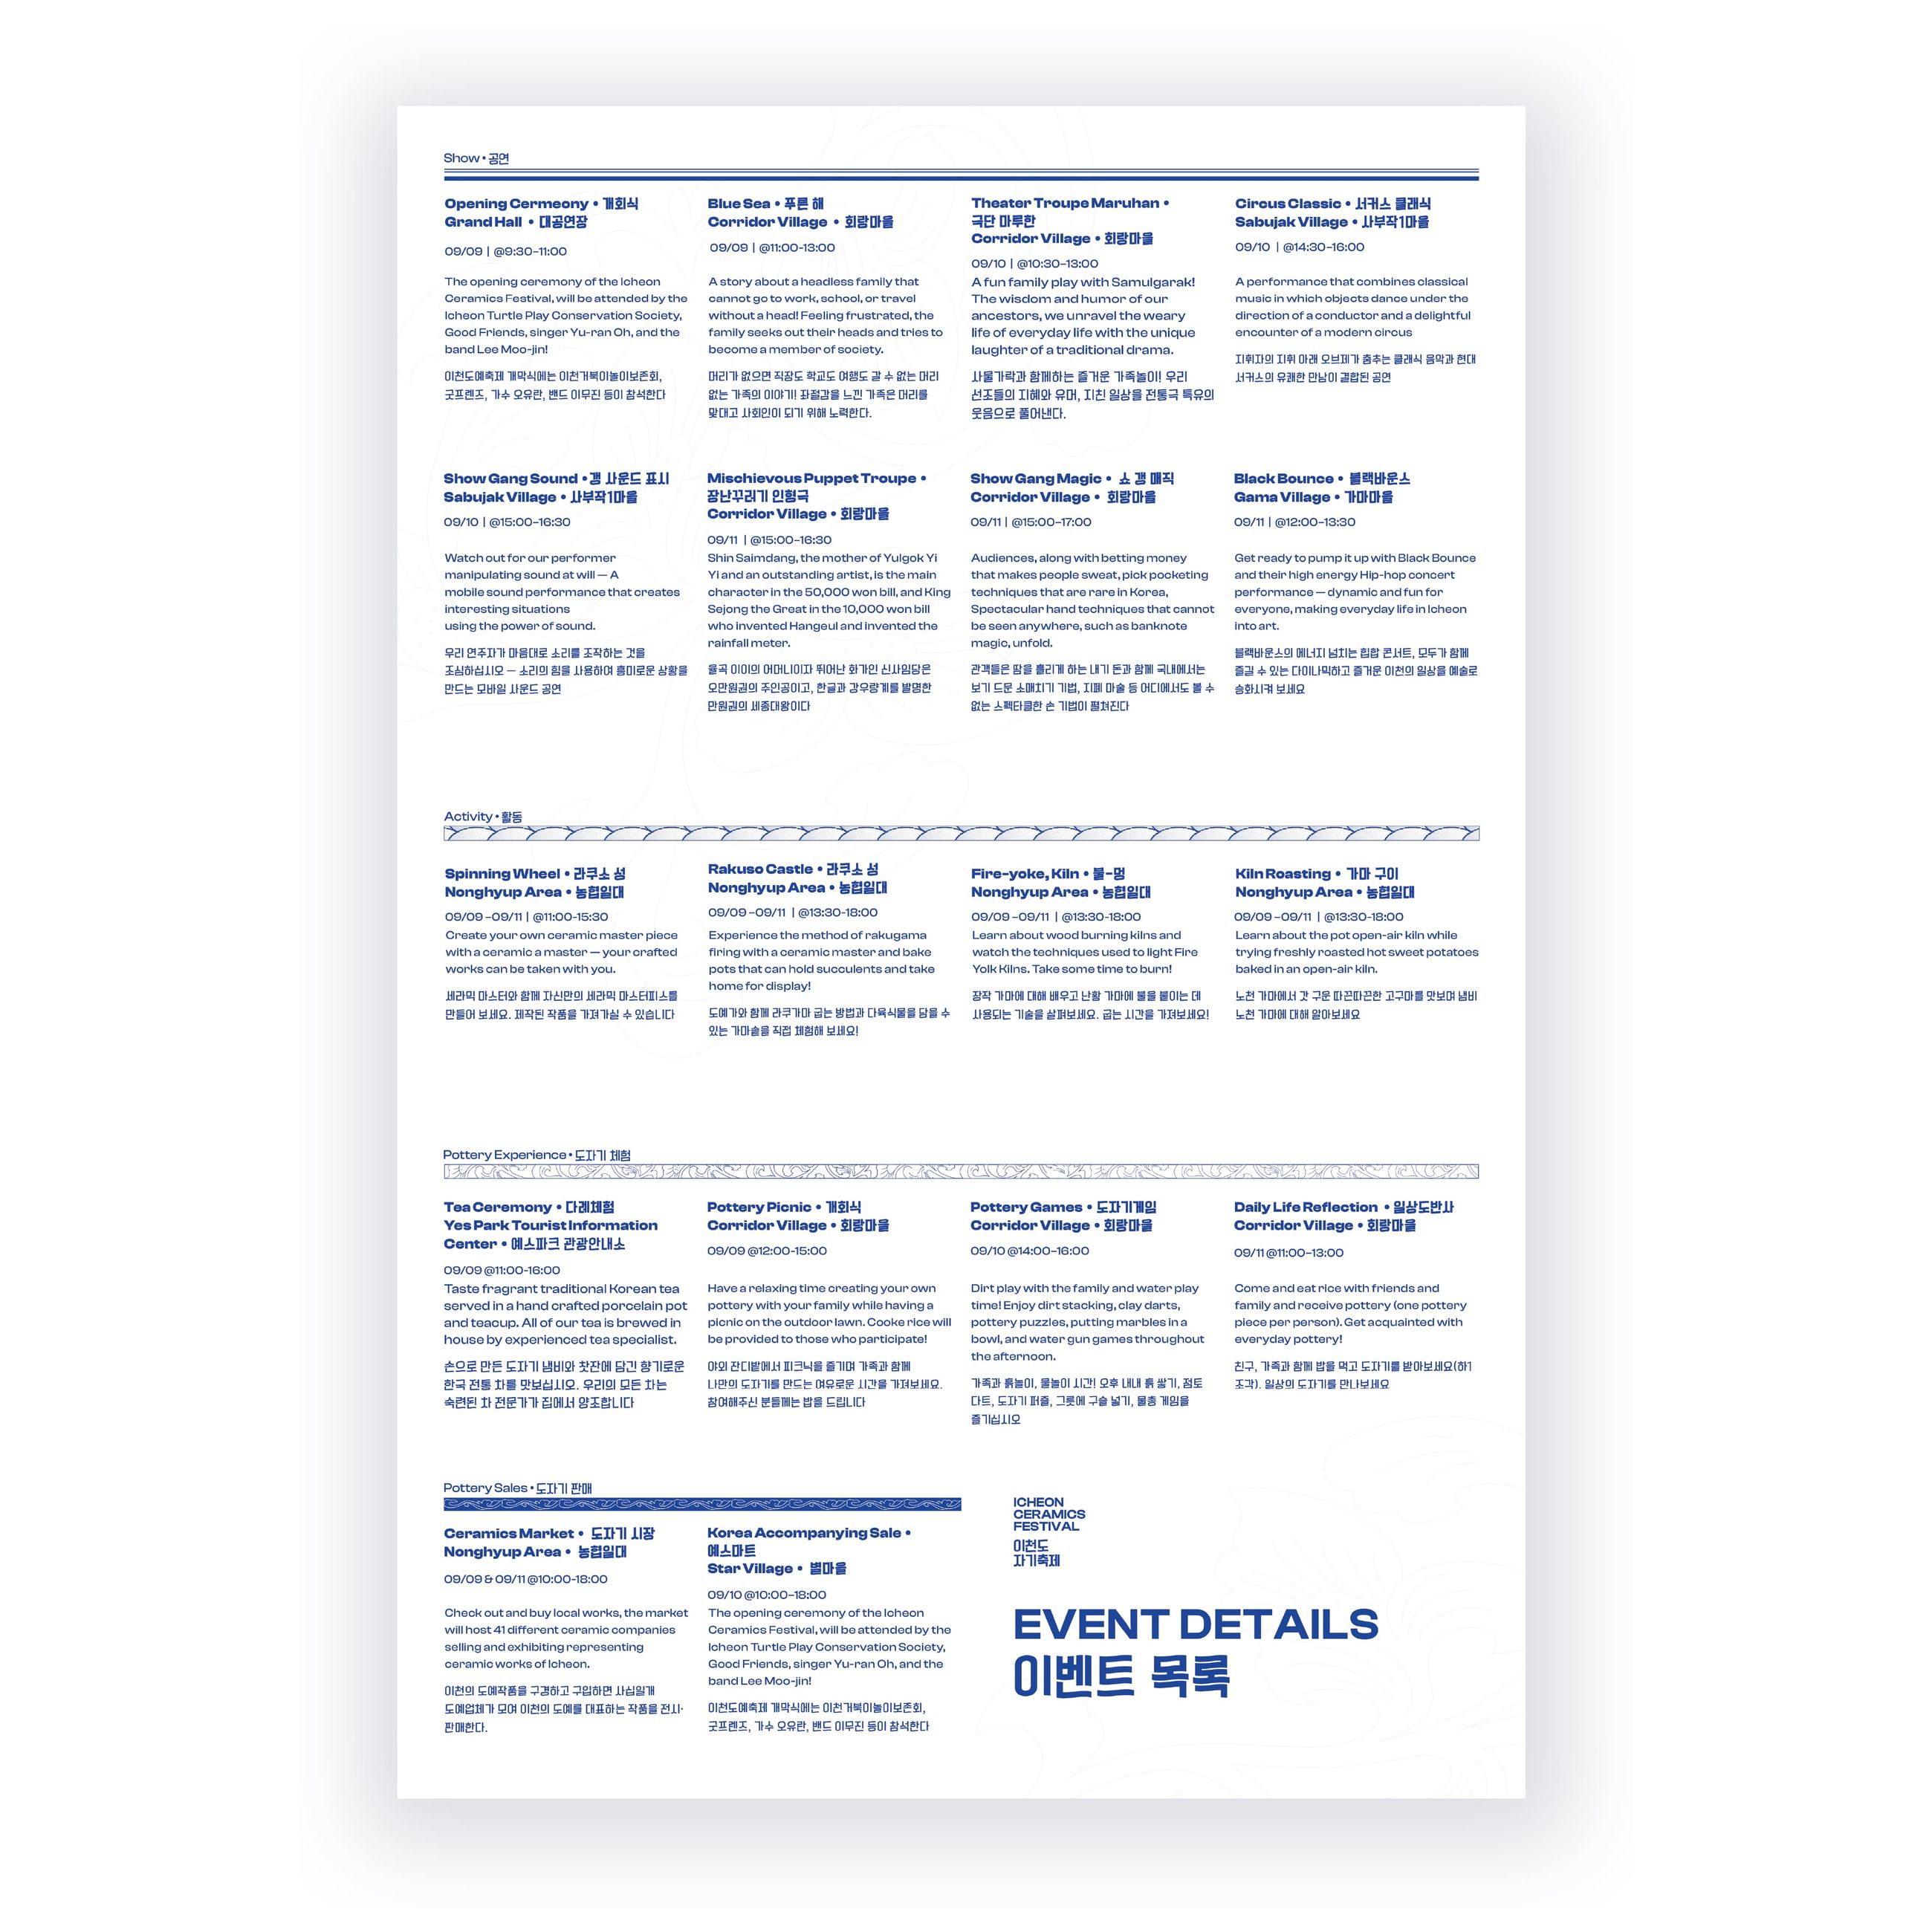 Show • 공연
Opening Cermeony • 개회식
Grand Hall • 대공연장
09/09 | @9:30–11:00
The opening ceremony of the Icheon
Ceramics Festival, will be attended by the
Icheon Turtle Play Conservation Society,
Good Friends, singer Yu-ran Oh, and the
band Lee Moo-jin!
이천도예축제 개막식에는 이천거북이놀이보존회,
굿프렌즈, 가수 오유란, 밴드 이무진 등이 참석한다
Blue Sea • 푸른 해
Corridor Village • 회랑마을
09/09 | @11:00-13:00
A story about a headless family that
cannot go to work, school, or travel
without a head! Feeling frustrated, the
family seeks out their heads and tries to
become a member of society.
머리가 없으면 직장도 학교도 여행도 갈 수 없는 머리
없는 가족의 이야기! 좌절감을 느낀 가족은 머리를
맞대고 사회인이 되기 위해 노력한다.
Theater Troupe Maruhan •
극단 마루한
Corridor Village • 회랑마을
09/10 | @10:30–13:00
A fun family play with Samulgarak!
The wisdom and humor of our
ancestors, we unravel the weary
life of everyday life with the unique
laughter of a traditional drama.
사물가락과 함께하는 즐거운 가족놀이! 우리
선조들의 지혜와 유머, 지친 일상을 전통극 특유의
웃음으로 풀어낸다.
Circus Classic • 서커스 클래식
Sabujak Village • 사부작1마을
09/10 | @14:30–16:00
A performance that combines classical
music in which objects dance under the
direction of a conductor and a delightful
encounter of a modern circus
지휘자의 지휘 아래 오브제가 춤추는 클래식 음악과 현대
서커스의 유쾌한 만남이 결합된 공연
Show Gang Sound • 갱 사운드 표시
Sabujak Village • 사부작1마을
09/10 | @15:00–16:30
Watch out for our performer
manipulating sound at will — A
mobile sound performance that creates
interesting situations
using the power of sound.
우리 연주자가 마음대로 소리를 조작하는 것을
조심하십시오 — 소리의 힘을 사용하여 흥미로운 상황을
만드는 모바일 사운드 공연
Mischievous Puppet Troupe •
장난꾸러기 인형극
Corridor Village • 회랑마을
09/11 | @15:00–16:30
Shin Saimdang, the mother of Yulgok Yi
Yi and an outstanding artist, is the main
character in the 50,000 won bill, and King
Sejong the Great in the 10,000 won bill
who invented Hangeul and invented the
rainfall meter.
율곡 이이의 어머니이자 뛰어난 화가인 신사임당은
오만원권의 주인공이고, 한글과 강우량계를 발명한
만원권의 세종대왕이다
Show Gang Magic • 쇼 갱 매직
Corridor Village • 회랑마을
09/11 | @15:00–17:00
Audiences, along with betting money
that makes people sweat, pick pocketing
techniques that are rare in Korea,
Spectacular hand techniques that cannot
be seen anywhere, such as banknote
magic, unfold.
관객들은 땀을 흘리게 하는 내기 돈과 함께 국내에서는
보기 드문 소매치기 기법, 지폐 마술 등 어디에서도 볼 수
없는 스펙타클한 손 기법이 펼쳐진다
Black Bounce • 블랙바운스
Gama Village • 가마마을
09/11 | @12:00–13:30
Get ready to pump it up with Black Bounce
and their high energy Hip-hop concert
performance — dynamic and fun for
everyone, making everyday life in Icheon
into art.
블랙바운스의 에너지 넘치는 힙합 콘서트, 모두가 함께
즐길 수 있는 다이나믹하고 즐거운 이천의 일상을 예술로
승화시켜 보세요
Activity • 활동
Spinning Wheel • 라쿠소 성
Nonghyup Area • 농협일대
09/09 –09/11 | @11:00-15:30
Create your own ceramic master piece
with a ceramic a master — your crafted
works can be taken with you.
세라믹 마스터와 함께 자신만의 세라믹 마스터피스를
만들어 보세요. 제작된 작품을 가져가실 수 있습니다
Rakuso Castle • 라쿠소 성
Nonghyup Area • 농협일대
09/09 –09/11 | @13:30-18:00
Experience the method of rakugama
firing with a ceramic master and bake
pots that can hold succulents and take
home for display!
도예가와 함께 라쿠가마 굽는 방법과 다육식물을 담을 수
있는 가마솥을 직접 체험해 보세요!
Fire-yoke, Kiln • 불-멍
Nonghyup Area • 농협일대
09/09 –09/11 | @13:30-18:00
Learn about wood burning kilns and
watch the techniques used to light Fire
Yolk Kilns. Take some time to burn!
장작 가마에 대해 배우고 난황 가마에 불을 붙이는 데
사용되는 기술을 살펴보세요. 굽는 시간을 가져보세요!
Kiln Roasting • 가마 구이
Nonghyup Area • 농협일대
09/09 –09/11 | @13:30-18:00
Learn about the pot open-air kiln while
trying freshly roasted hot sweet potatoes
baked in an open-air kiln.
노천 가마에서 갓 구운 따끈따끈한 고구마를 맛보며 냄비
노천 가마에 대해 알아보세요
Pottery Experience • 도자기 체험
Tea Ceremony • 다례체험
Yes Park Tourist Information
Center • 예스파크 관광안내소
09/09 @11:00-16:00
Taste fragrant traditional Korean tea
served in a hand crafted porcelain pot
and teacup. All of our tea is brewed in
house by experienced tea specialist.
손으로 만든 도자기 냄비와 찻잔에 담긴 향기로운
한국 전통 차를 맛보십시오. 우리의 모든 차는
숙련된 차 전문가가 집에서 양조합니다
Pottery Picnic • 개회식
Corridor Village • 회랑마을
09/09 @12:00-15:00
Have a relaxing time creating your own
pottery with your family while having a
picnic on the outdoor lawn. Cooke rice will
be provided to those who participate!
야외 잔디밭에서 피크닉을 즐기며 가족과 함께
나만의 도자기를 만드는 여유로운 시간을 가져보세요.
참여해주신 분들께는 밥을 드립니다
Pottery Games • 도자기게임
Corridor Village • 회랑마을
09/10 @14:00–16:00
Dirt play with the family and water play
time! Enjoy dirt stacking, clay darts,
pottery puzzles, putting marbles in a
bowl, and water gun games throughout
the afternoon.
가족과 흙놀이, 물놀이 시간! 오후 내내 흙 쌓기, 점토
다트, 도자기 퍼즐, 그릇에 구슬 넣기, 물총 게임을
즐기십시오
Daily Life Reflection • 일상도반사
Corridor Village • 회랑마을
09/11 @11:00–13:00
Come and eat rice with friends and
family and receive pottery (one pottery
piece per person). Get acquainted with
everyday pottery!
친구, 가족과 함께 밥을 먹고 도자기를 받아보세요(하1
조각). 일상의 도자기를 만나보세요
Pottery Sales • 도자기 판매
Ceramics Market • 도자기 시장
Nonghyup Area • 농협일대
09/09 & 09/11 @10:00-18:00
Check out and buy local works, the market
will host 41 different ceramic companies
selling and exhibiting representing
ceramic works of Icheon.
이천의 도예작품을 구경하고 구입하면 사십일개
도예업체가 모여 이천의 도예를 대표하는 작품을 전시·
판매한다.
Korea Accompanying Sale •
예스마트
Star Village • 별마을
09/10 @10:00–18:00
The opening ceremony of the Icheon
Ceramics Festival, will be attended by the
Icheon Turtle Play Conservation Society,
Good Friends, singer Yu-ran Oh, and the
band Lee Moo-jin!
이천도예축제 개막식에는 이천거북이놀이보존회,
굿프렌즈, 가수 오유란, 밴드 이무진 등이 참석한다
ICHEON
CERAMICS
FESTIVAL
이천도
자기축제
EVENT DETAILS
이벤트 목록